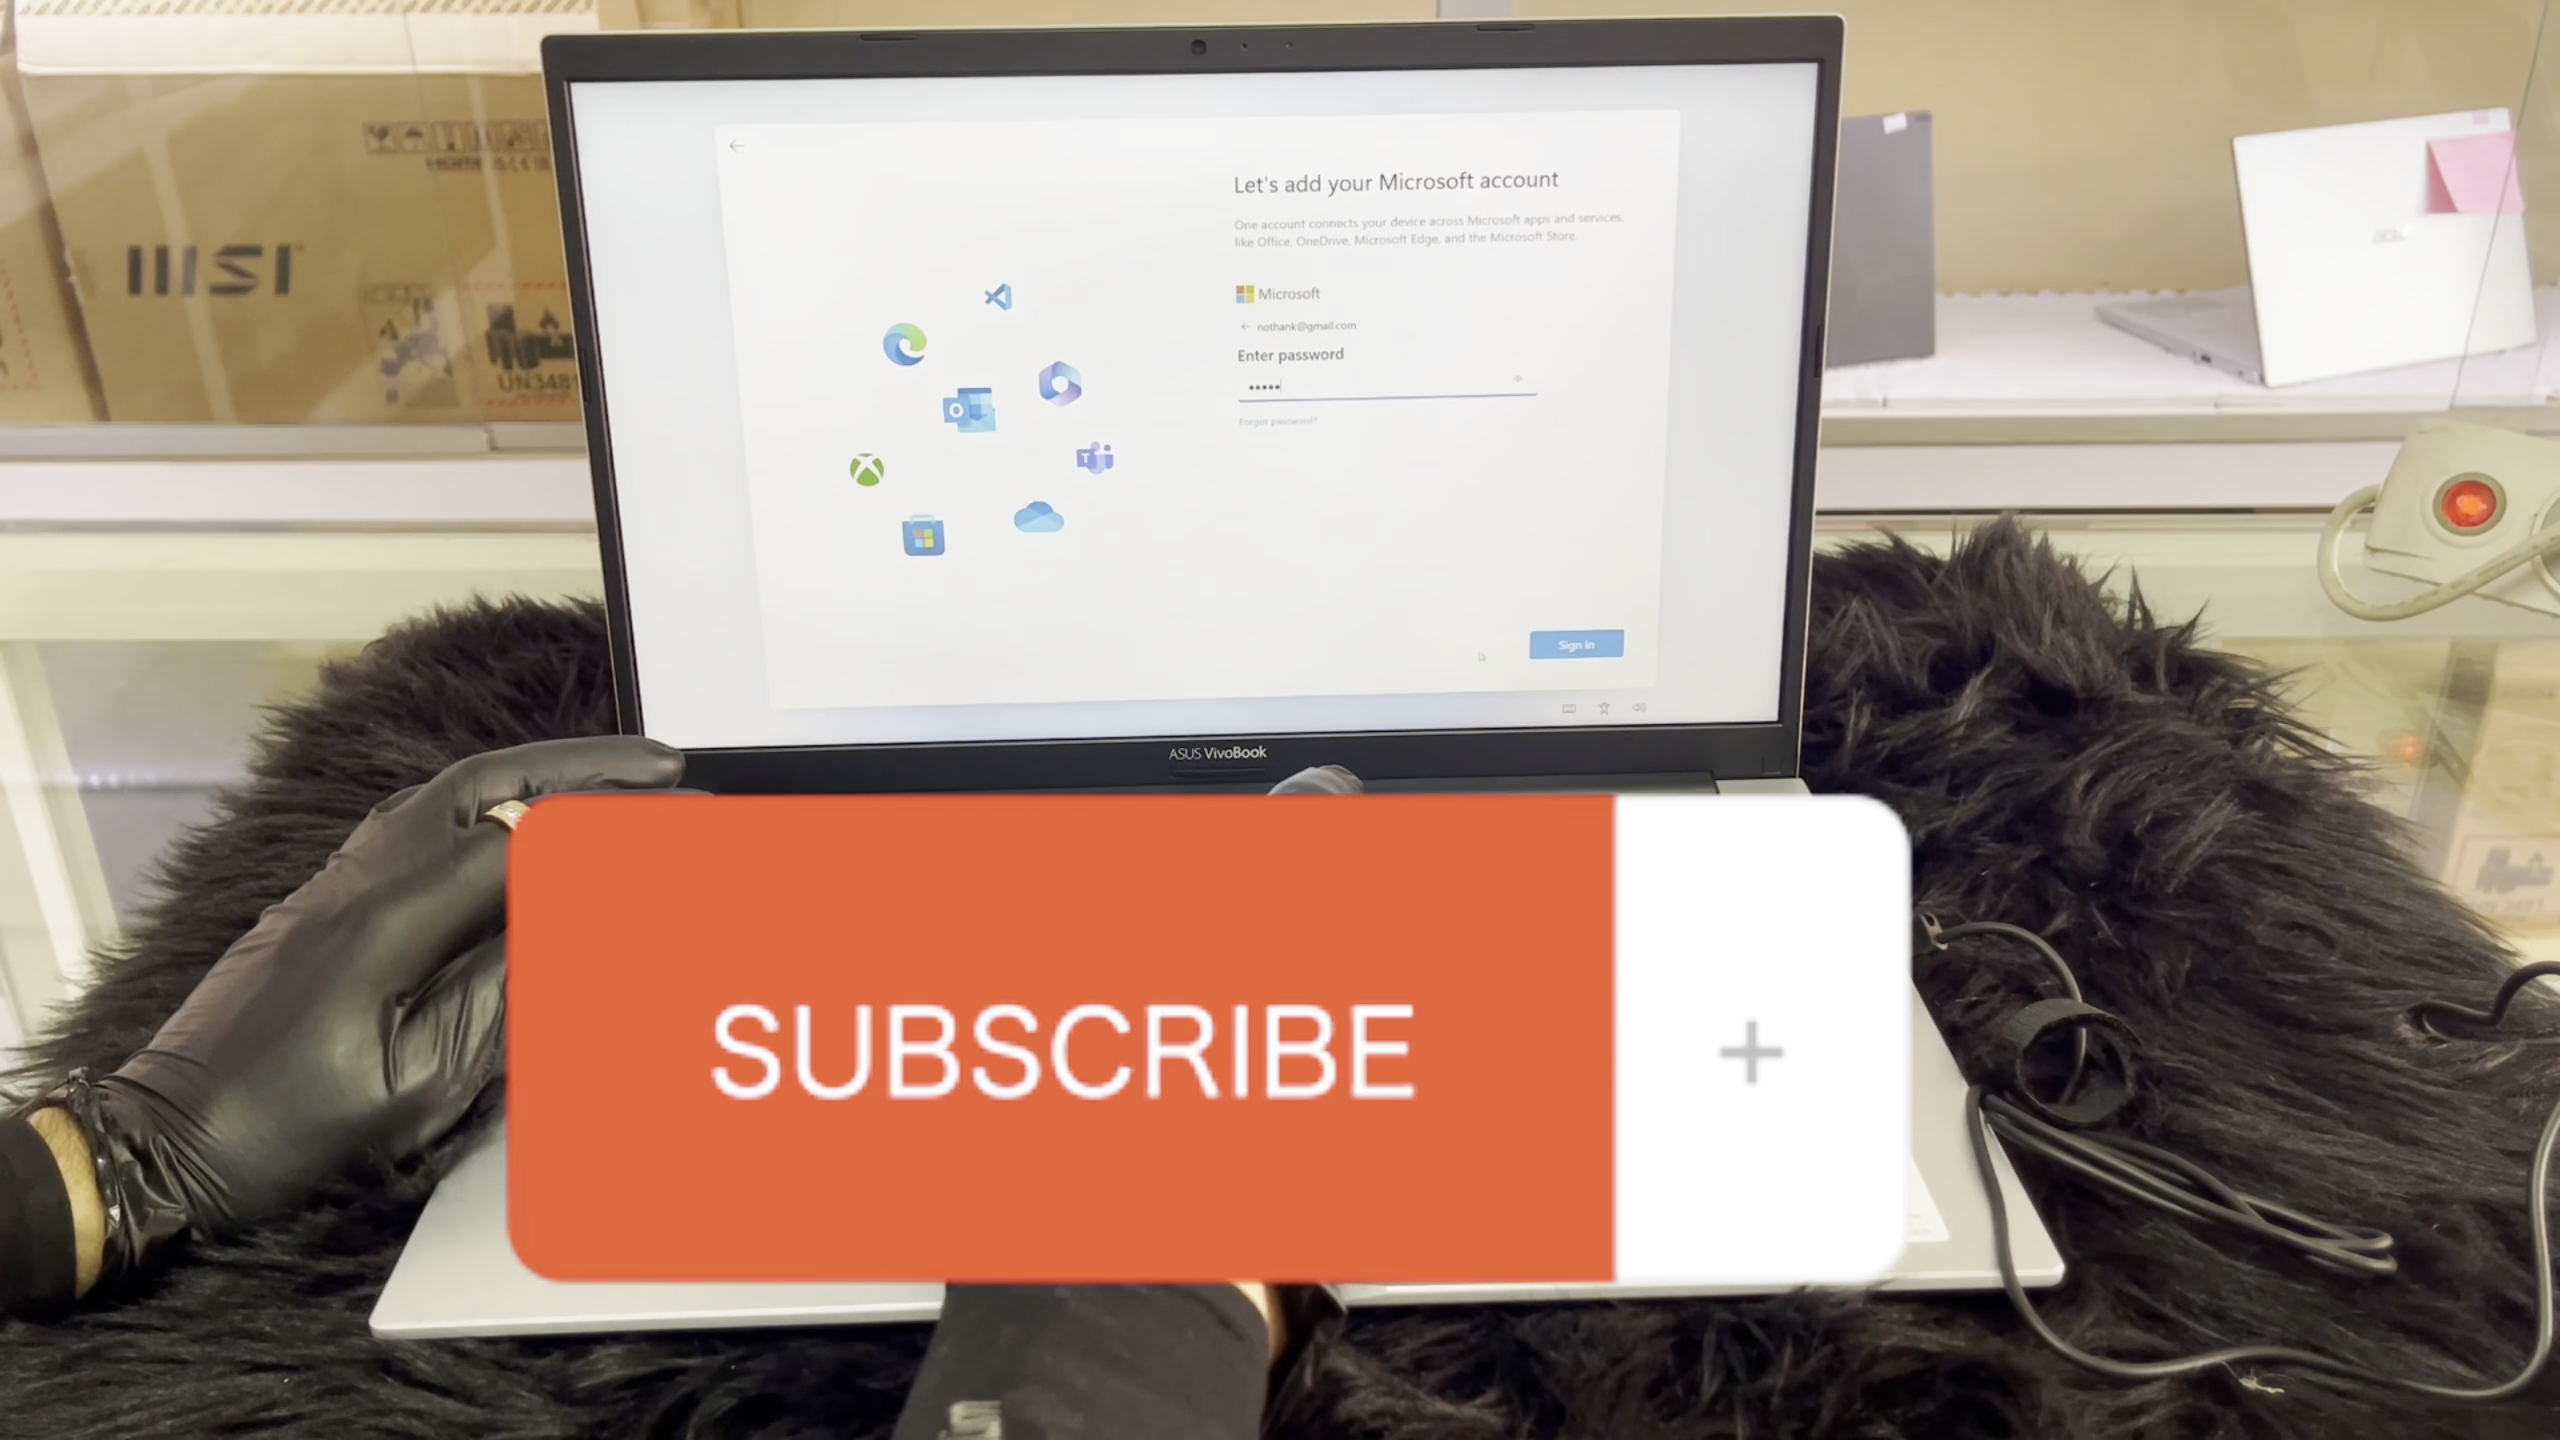 msi
UN3481
Let's add your Microsoft account
One account connects your device across Microsoft apps and services,
like Office, OneDrive, Microsoft Edge, and the Microsoft Store.
Microsoft
← nothank@gmail.com
Enter password
•••••
Forgot password?
Sign in
ASUS VivoBook
SUBSCRIBE +